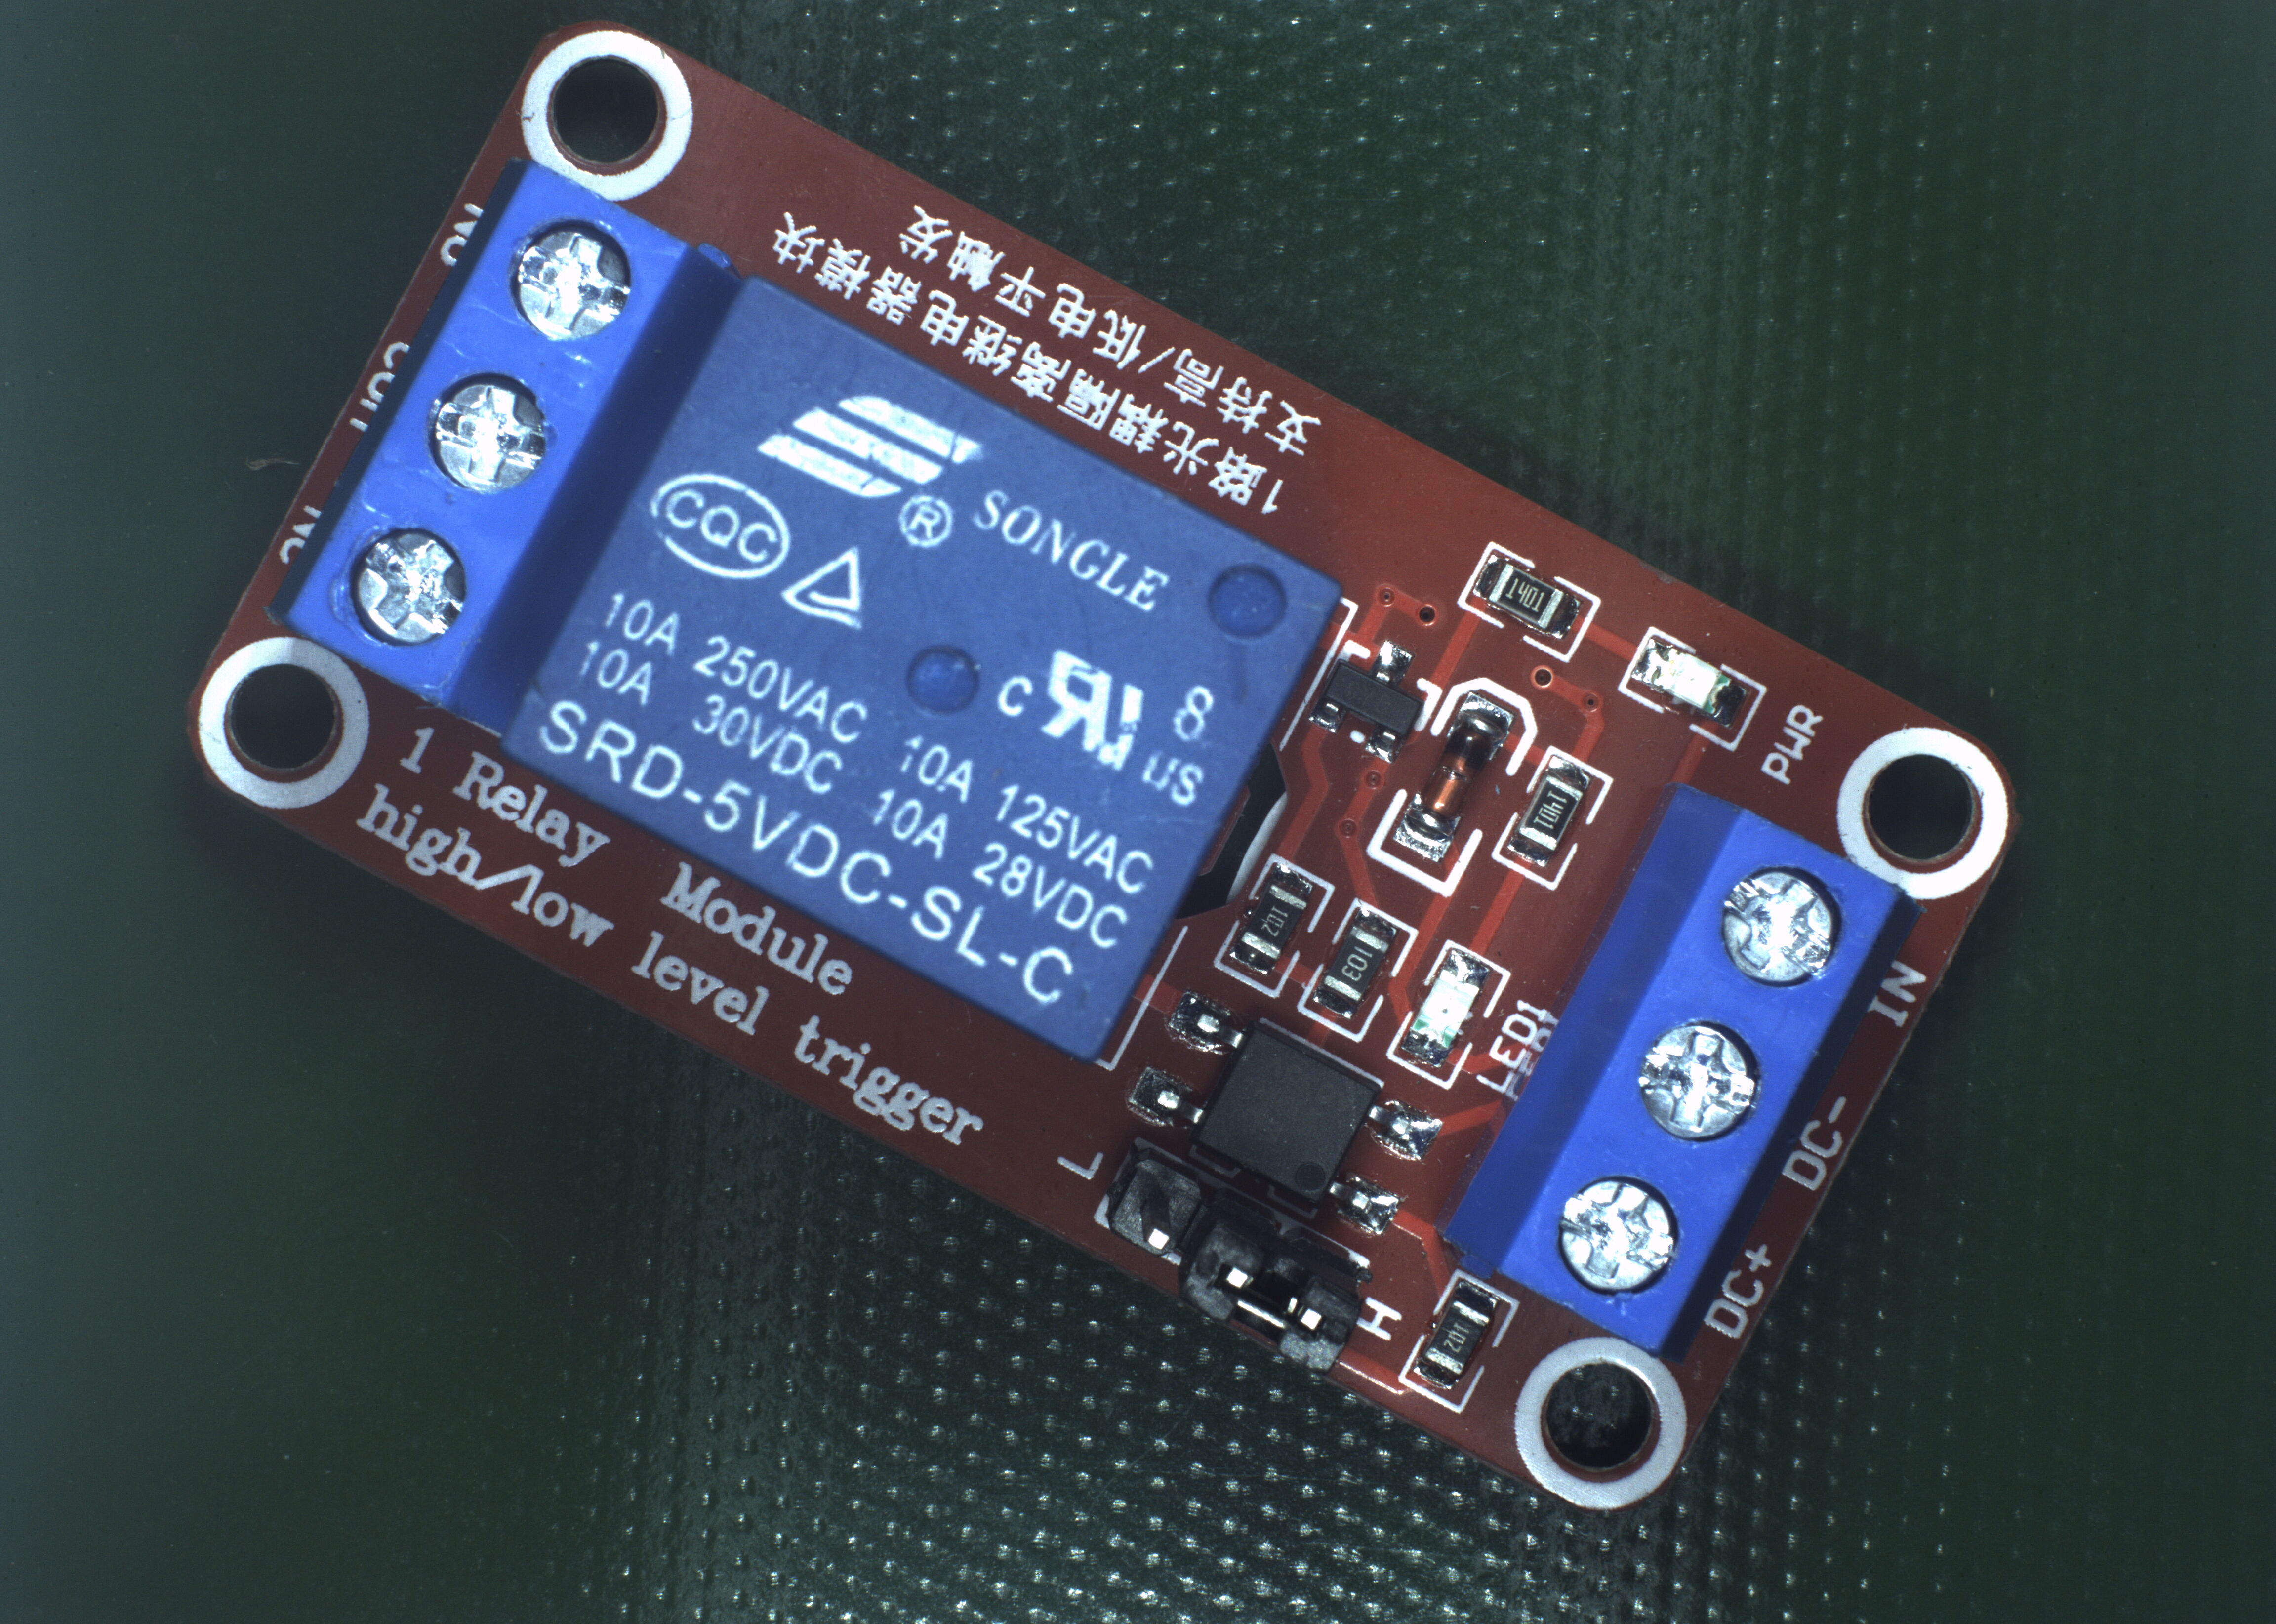 NO
COM
NC
1路光耦隔离继电器模块
支持高/低电平触发
®
SONGLE
CQC
10A 250VAC 10A 125VAC
10A 30VDC 10A 28VDC
SRD-5VDC-SL-C
c RU us
8
1 Relay Module
high/low level trigger
1401
PWR
1401
102
103
LED1
L
H
102
IN
DC-
DC+